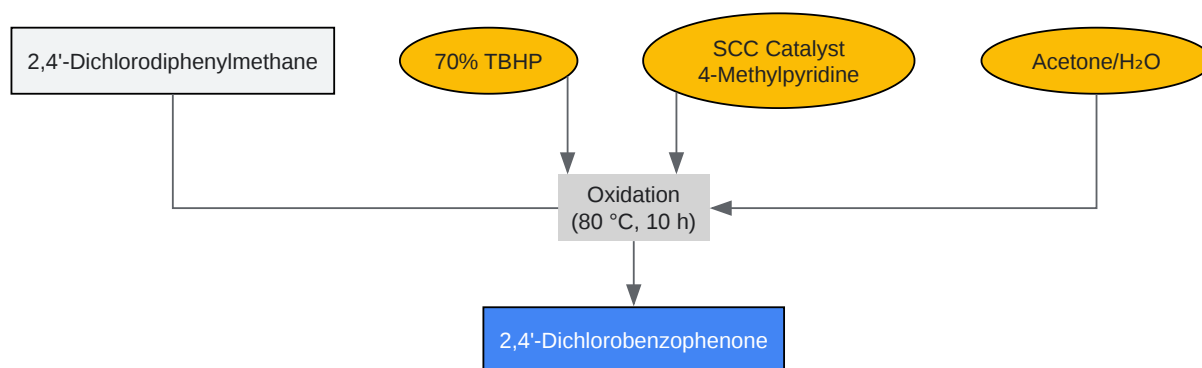 2,4'-Dichlorodiphenylmethane
70% TBHP
SCC Catalyst
4-Methylpyridine
Acetone/H₂O
Oxidation
(80 °C, 10 h)
2,4'-Dichlorobenzophenone